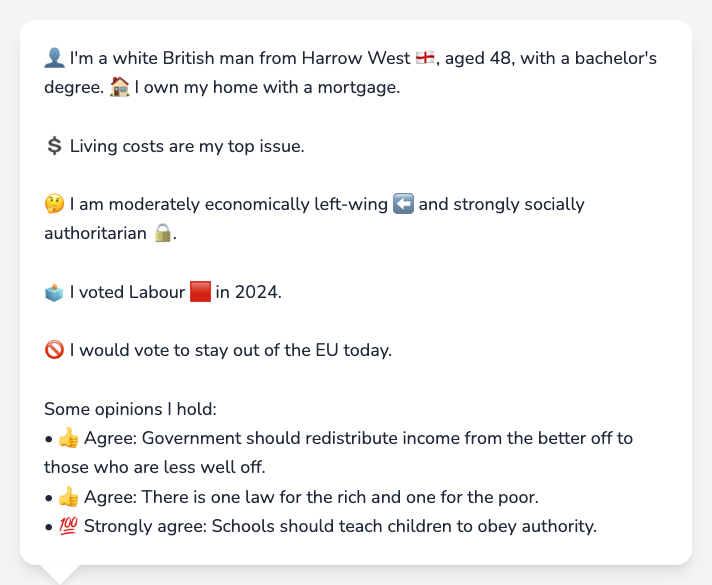 👤 I'm a white British man from Harrow West 🏴󠁧󠁢󠁥󠁮󠁧󠁿, aged 48, with a bachelor's
degree. 🏠 I own my home with a mortgage.
💲 Living costs are my top issue.
🤔 I am moderately economically left-wing ⬅️ and strongly socially
authoritarian 🔒.
🗳️ I voted Labour 🟥 in 2024.
🚫 I would vote to stay out of the EU today.
Some opinions I hold:
• 👍 Agree: Government should redistribute income from the better off to
those who are less well off.
• 👍 Agree: There is one law for the rich and one for the poor.
• 💯 Strongly agree: Schools should teach children to obey authority.